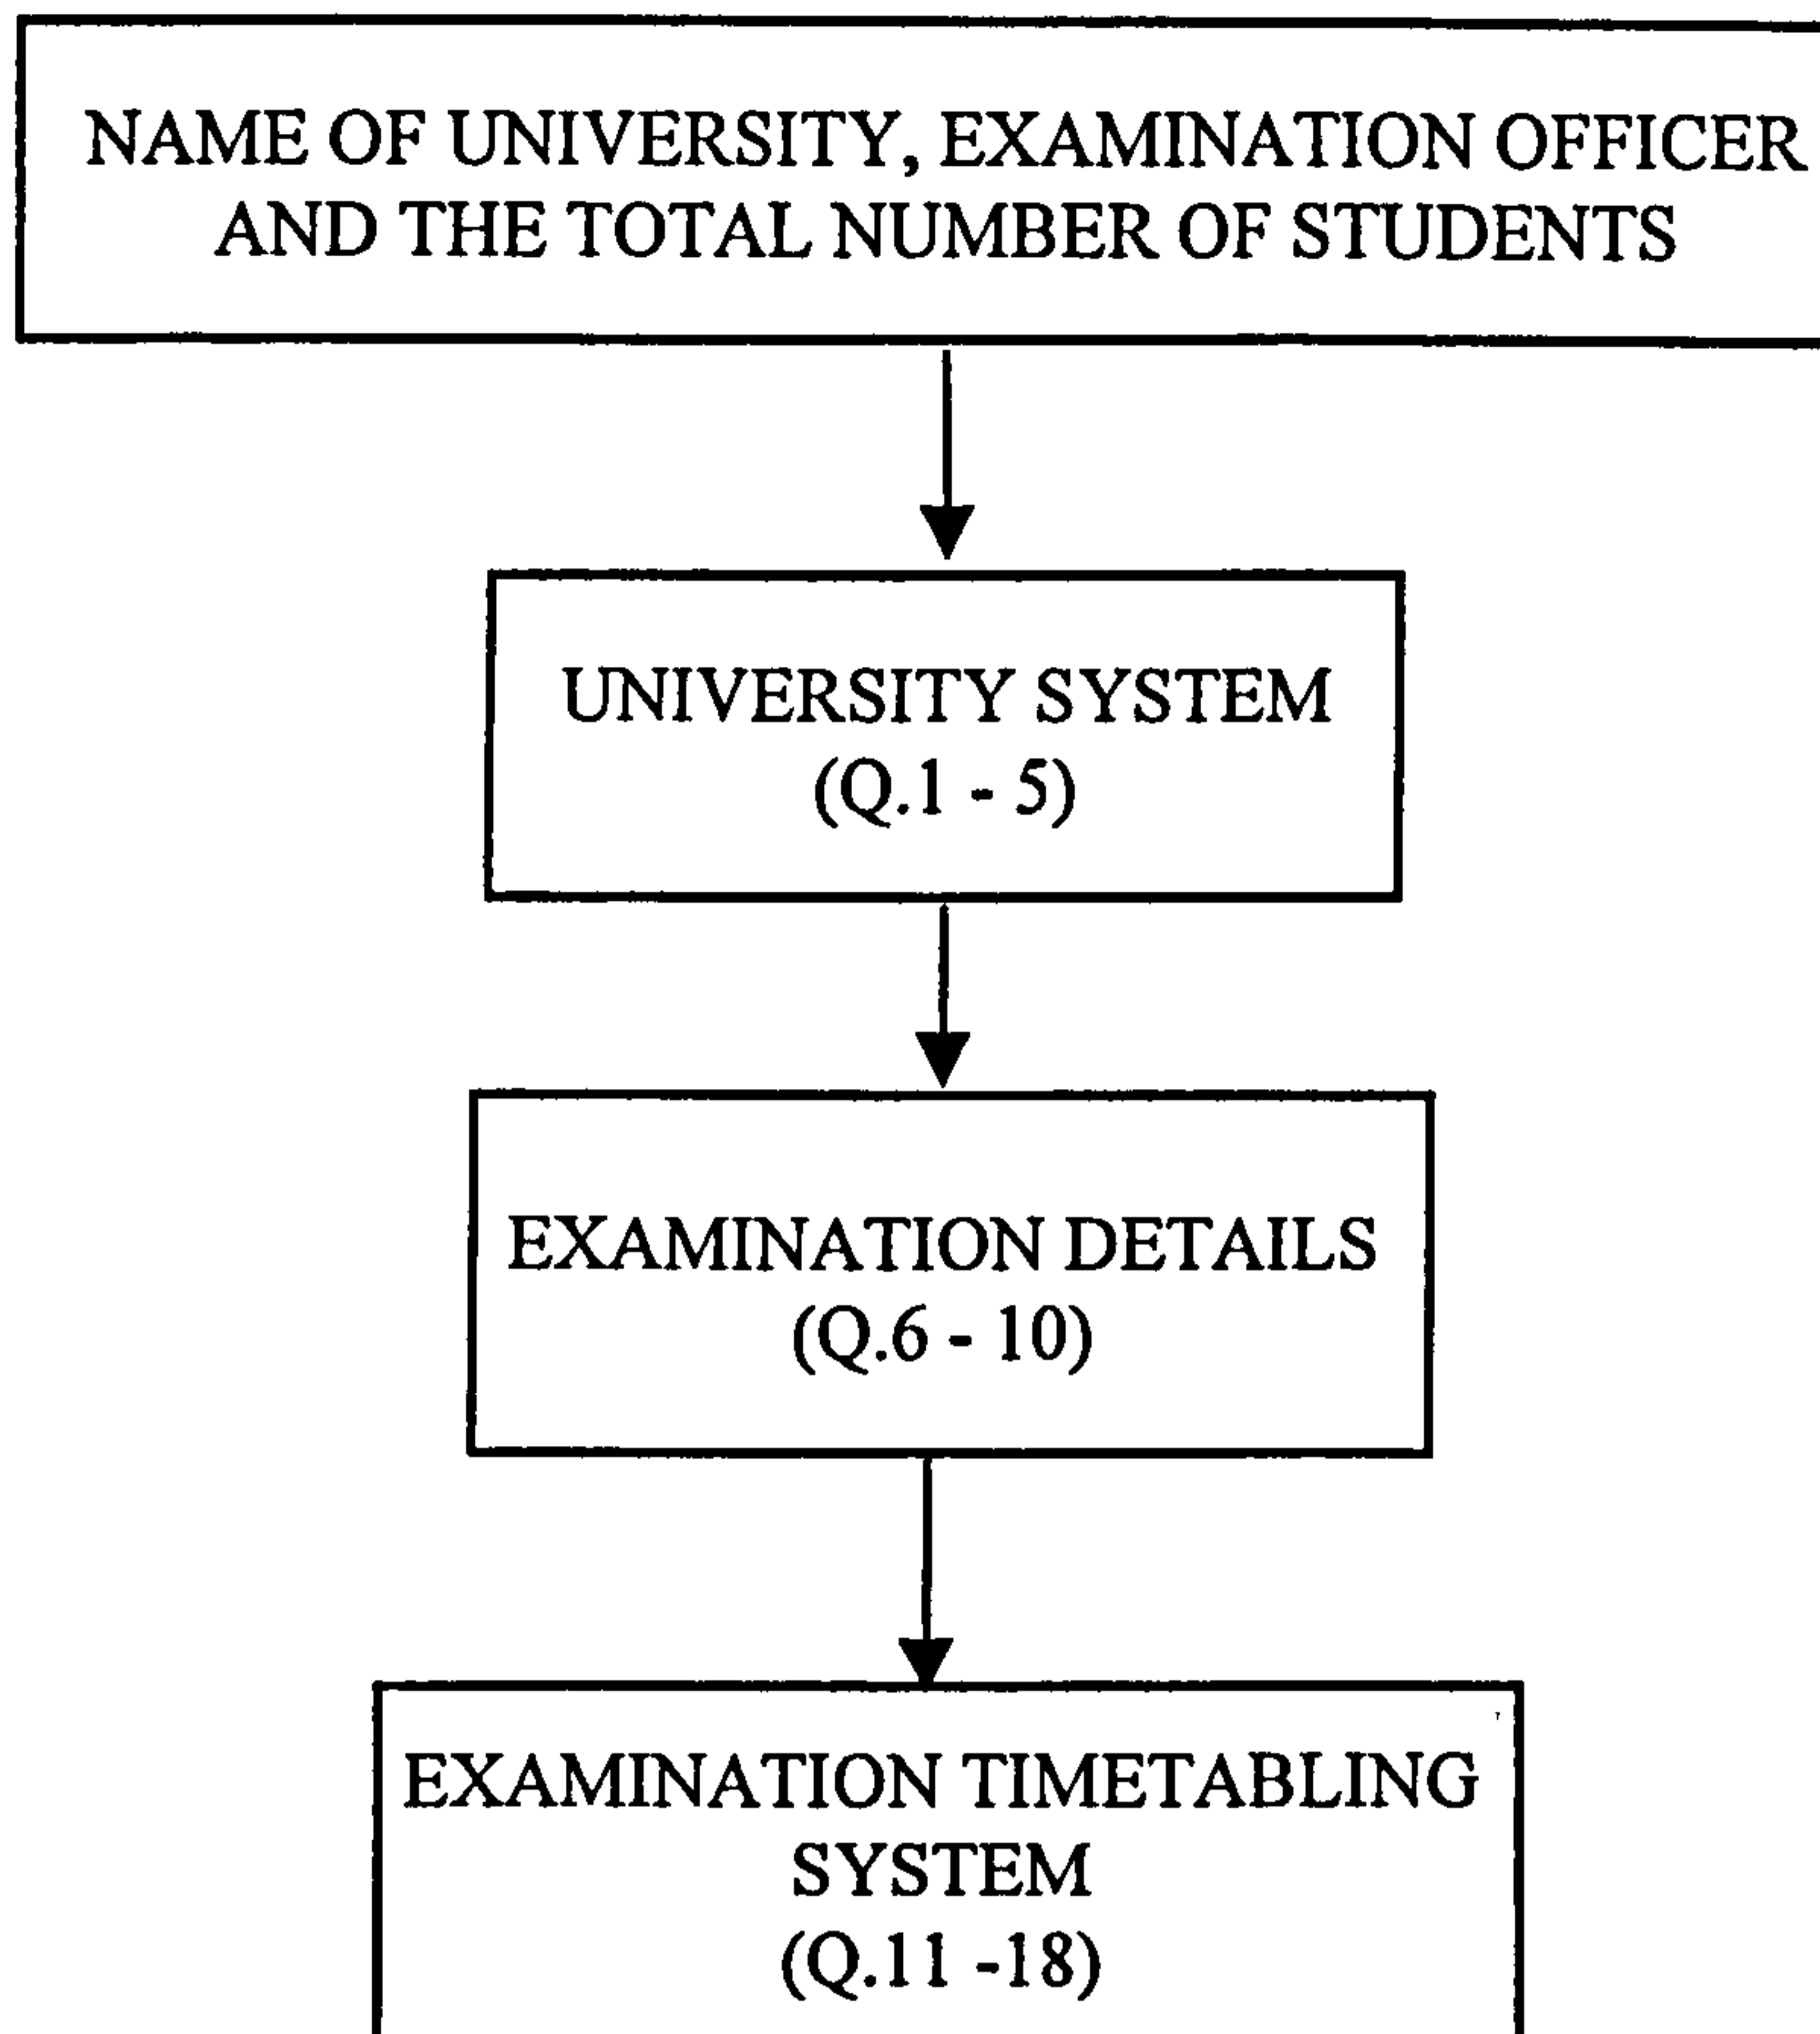 NAME OF UNIVERSITY, EXAMINATION OFFICER
AND THE TOTAL NUMBER OF STUDENTS
UNIVERSITY SYSTEM
(Q.1 - 5)
EXAMINATION DETAILS
(Q.6 - 10)
EXAMINATION TIMETABLING
SYSTEM
(Q.11 -18)